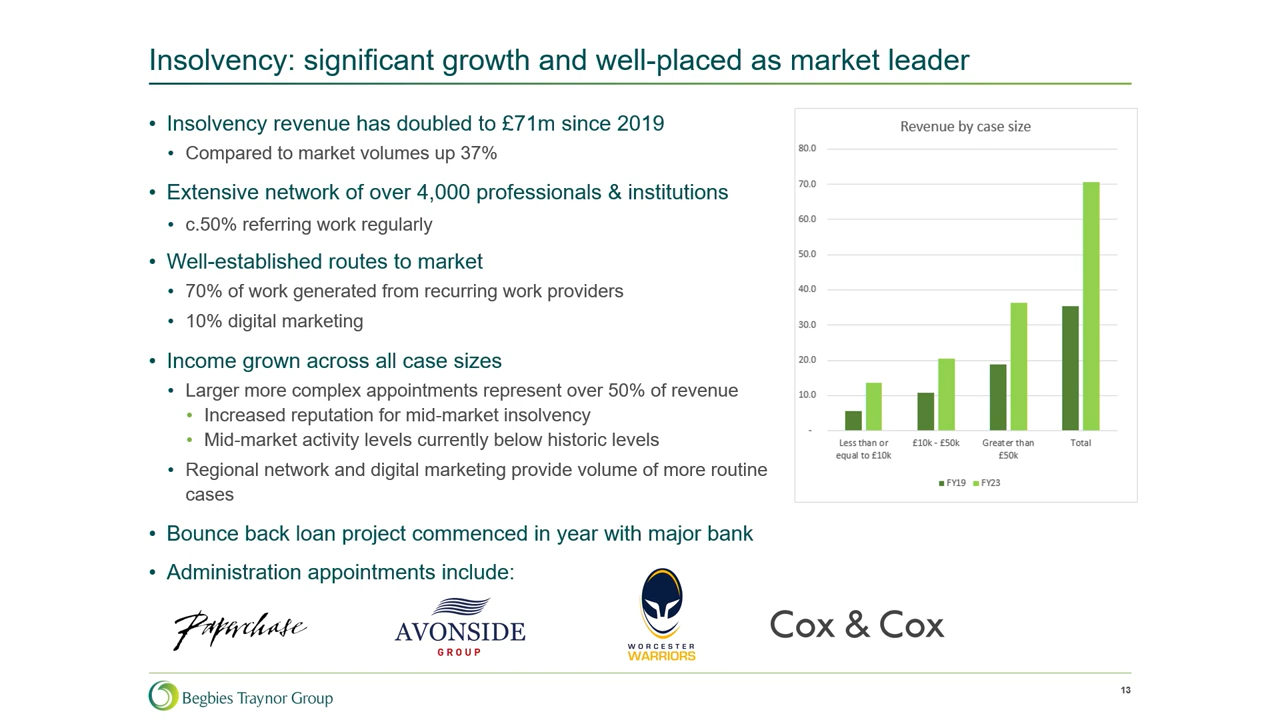 Insolvency: significant growth and well-placed as market leader
• Insolvency revenue has doubled to £71m since 2019
• Compared to market volumes up 37%
• Extensive network of over 4,000 professionals & institutions
• c.50% referring work regularly
• Well-established routes to market
• 70% of work generated from recurring work providers
• 10% digital marketing
• Income grown across all case sizes
• Larger more complex appointments represent over 50% of revenue
• Increased reputation for mid-market insolvency
• Mid-market activity levels currently below historic levels
• Regional network and digital marketing provide volume of more routine
cases
• Bounce back loan project commenced in year with major bank
• Administration appointments include:
Paperchase
AVONSIDE
GROUP
WORCESTER
WARRIORS
Cox & Cox
Revenue by case size
80.0
70.0
60.0
50.0
40.0
30.0
20.0
10.0
-
Less than or
equal to £10k
£10k - £50k
Greater than
£50k
Total
FY19 FY23
Begbies Traynor Group
13